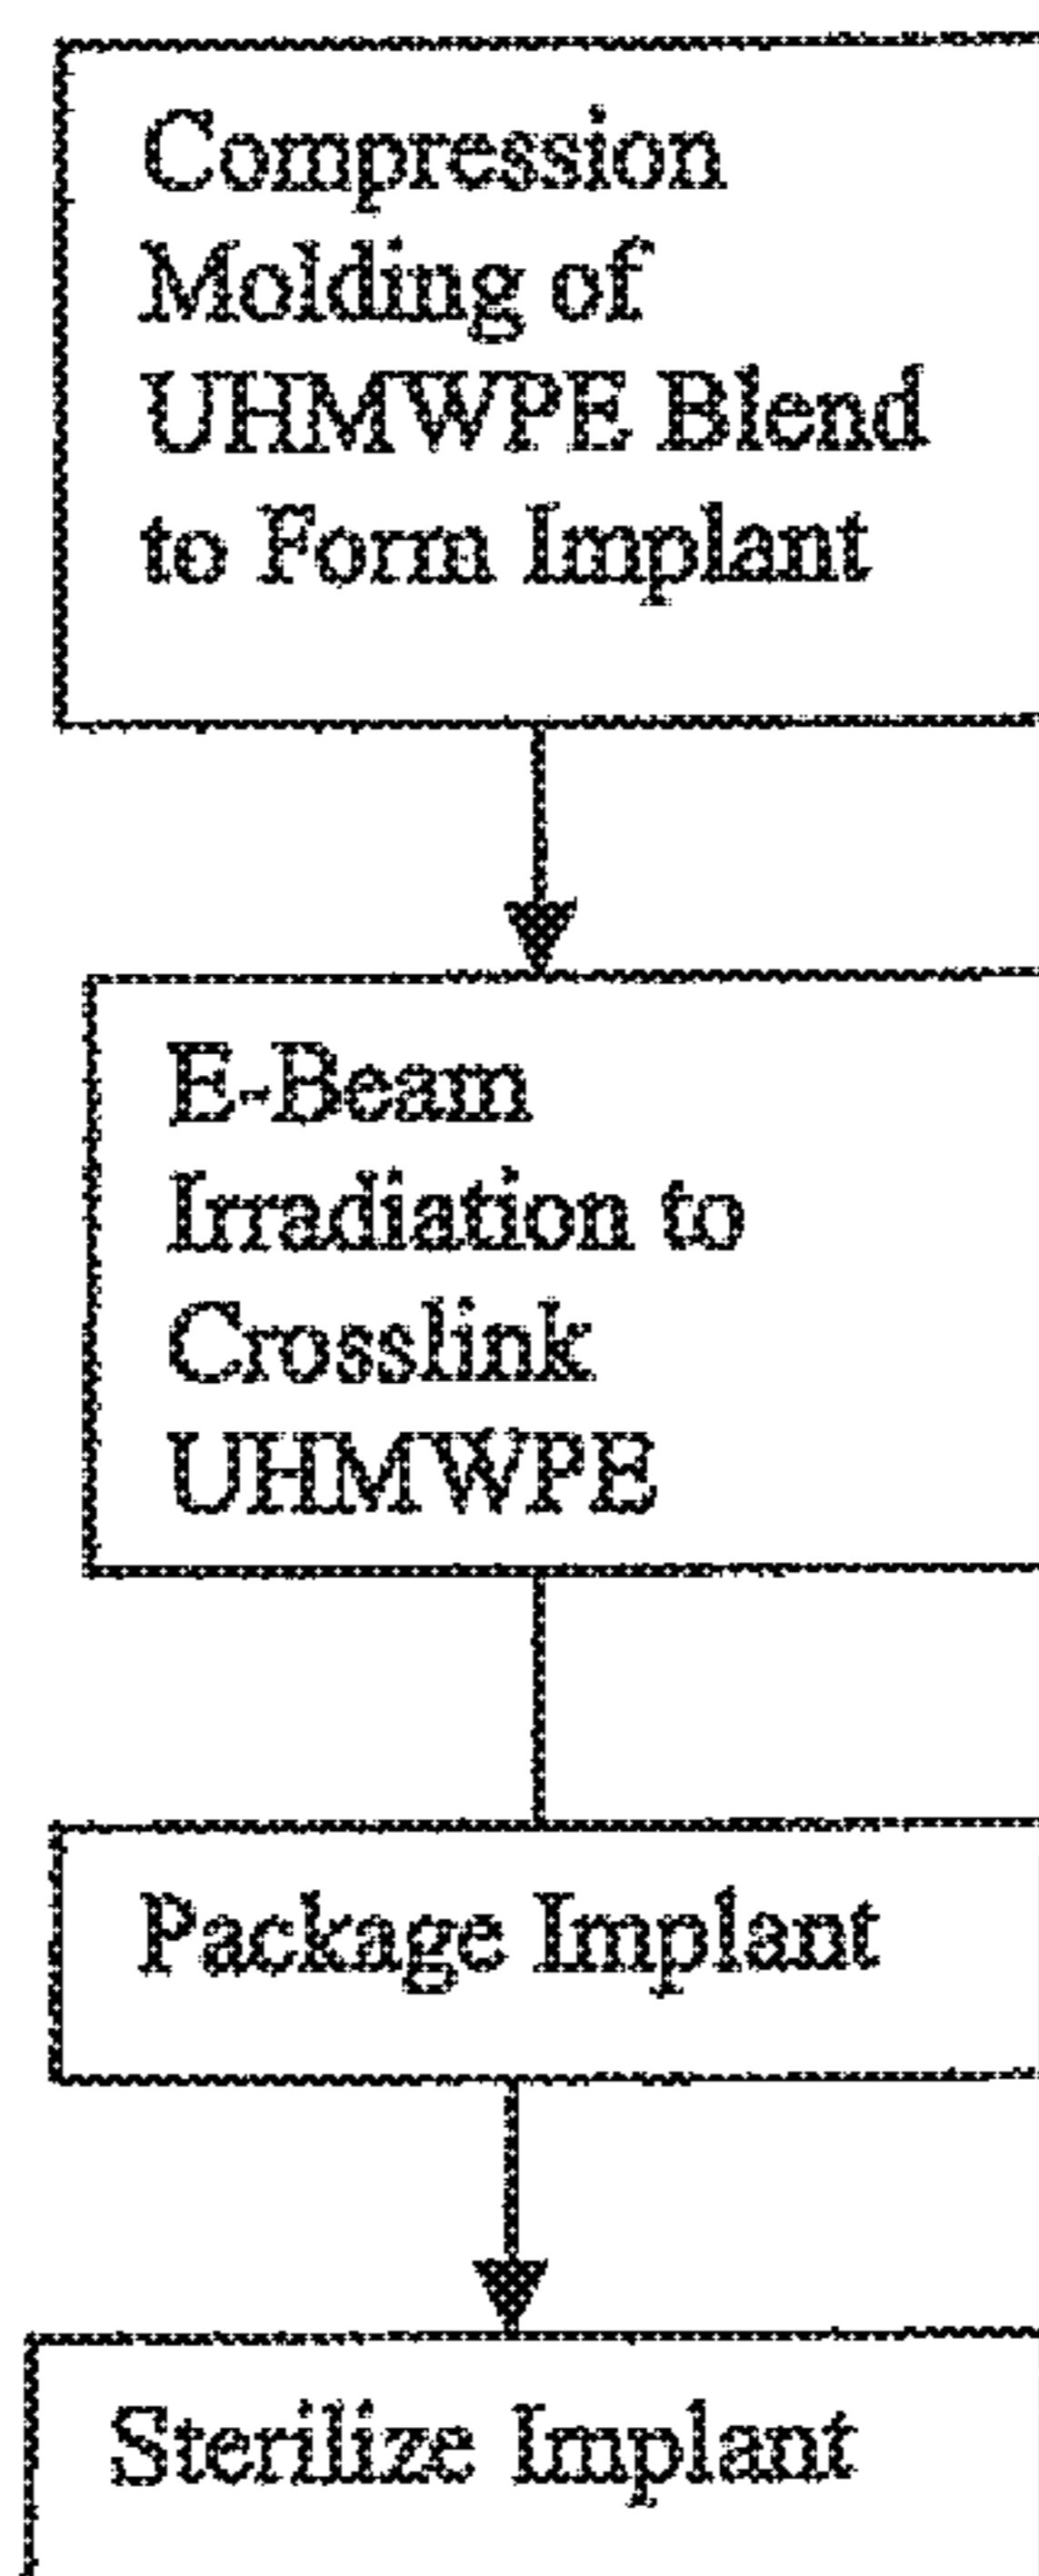 Compression
Molding of
UHMWPE Blend
to Form Implant
E-Beam
Irradiation to
Crosslink
UHMWPE
Package Implant
Sterilize Implant